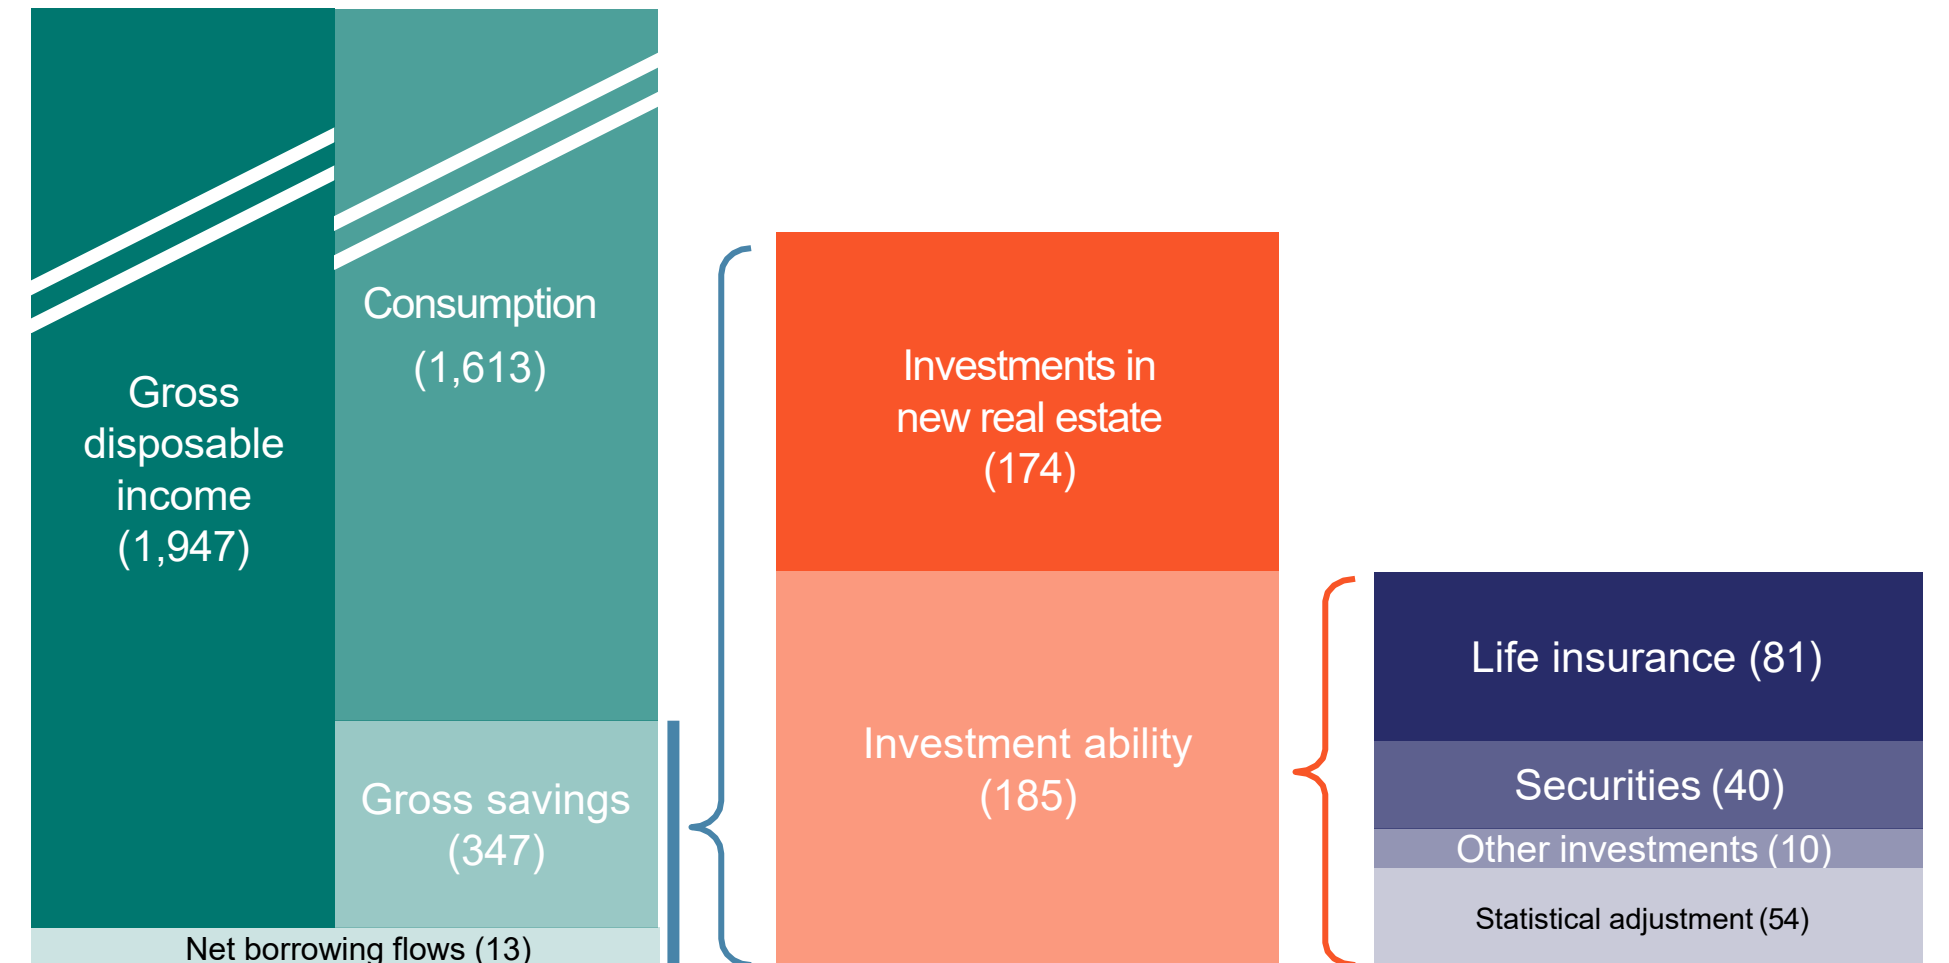 Gross
disposable
income
(1,947)
Consumption
(1,613)
Gross savings
(347)
Net borrowing flows (13)
Investments in
new real estate
(174)
Investment ability
(185)
Life insurance (81)
Securities (40)
Other investments (10)
Statistical adjustment (54)